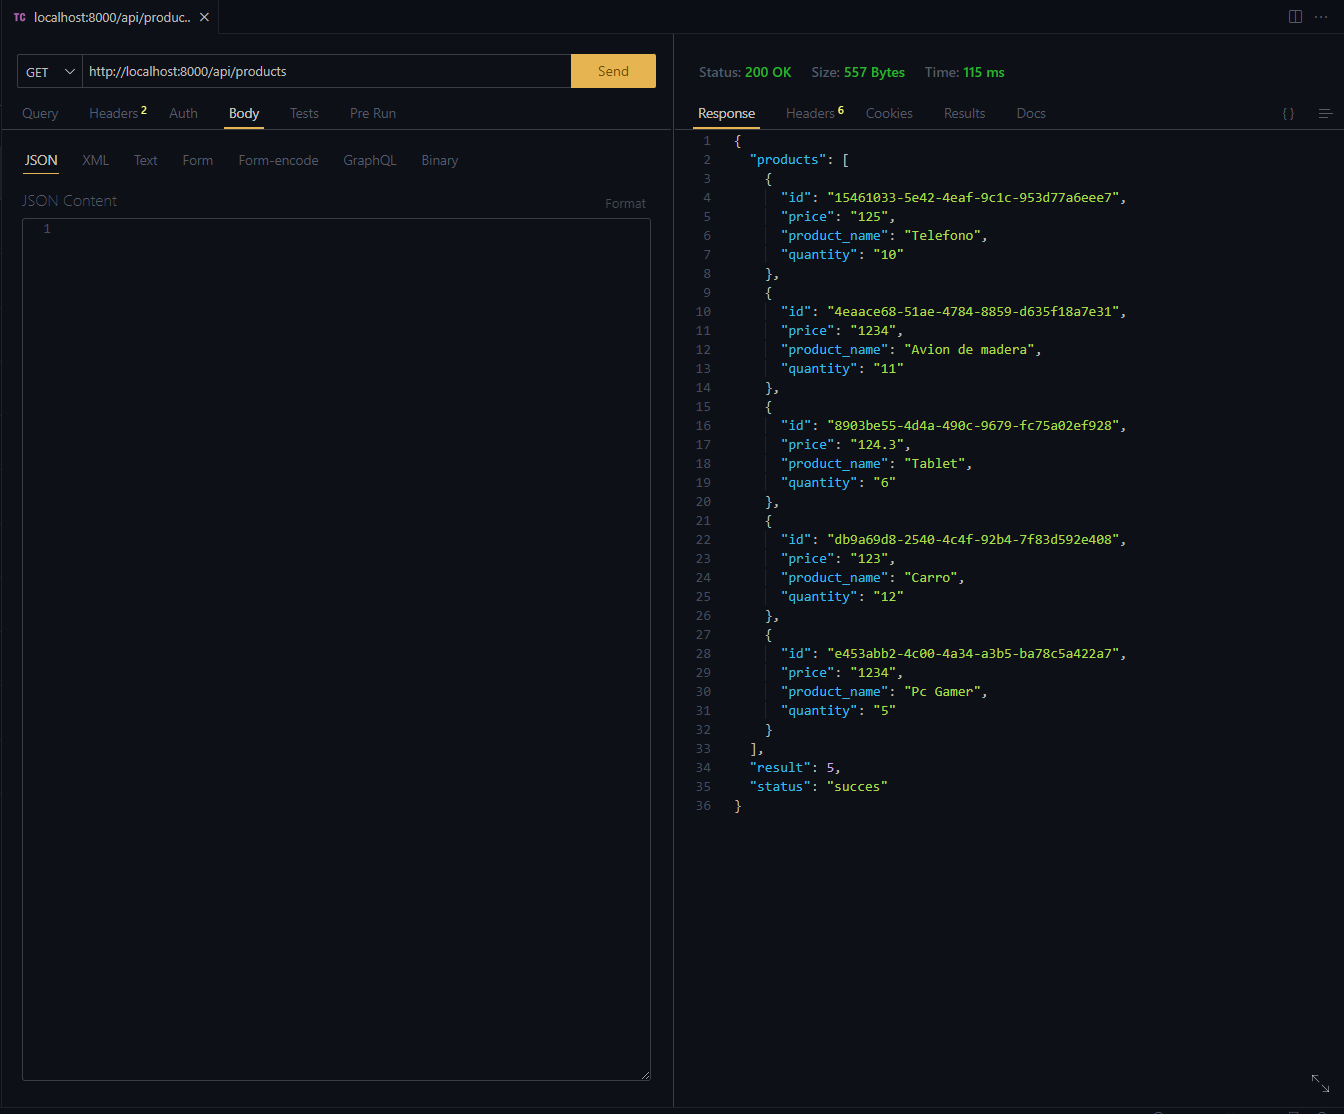 TC localhost:8000/api/produc..
GET http://localhost:8000/api/products Send
Query Headers 2 Auth Body Tests Pre Run
JSON XML Text Form Form-encode GraphQL Binary
JSON Content Format
1
Status: 200 OK Size: 557 Bytes Time: 115 ms
Response Headers 6 Cookies Results Docs {}
1 {
2 "products": [
3 {
4 "id": "15461033-5e42-4eaf-9c1c-953d77a6eee7",
5 "price": "125",
6 "product_name": "Telefono",
7 "quantity": "10"
8 },
9 {
10 "id": "4eaace68-51ae-4784-8859-d635f18a7e31",
11 "price": "1234",
12 "product_name": "Avion de madera",
13 "quantity": "11"
14 },
15 {
16 "id": "8903be55-4d4a-490c-9679-fc75a02ef928",
17 "price": "124.3",
18 "product_name": "Tablet",
19 "quantity": "6"
20 },
21 {
22 "id": "db9a69d8-2540-4c4f-92b4-7f83d592e408",
23 "price": "123",
24 "product_name": "Carro",
25 "quantity": "12"
26 },
27 {
28 "id": "e453abb2-4c00-4a34-a3b5-ba78c5a422a7",
29 "price": "1234",
30 "product_name": "Pc Gamer",
31 "quantity": "5"
32 }
33 ],
34 "result": 5,
35 "status": "succes"
36 }